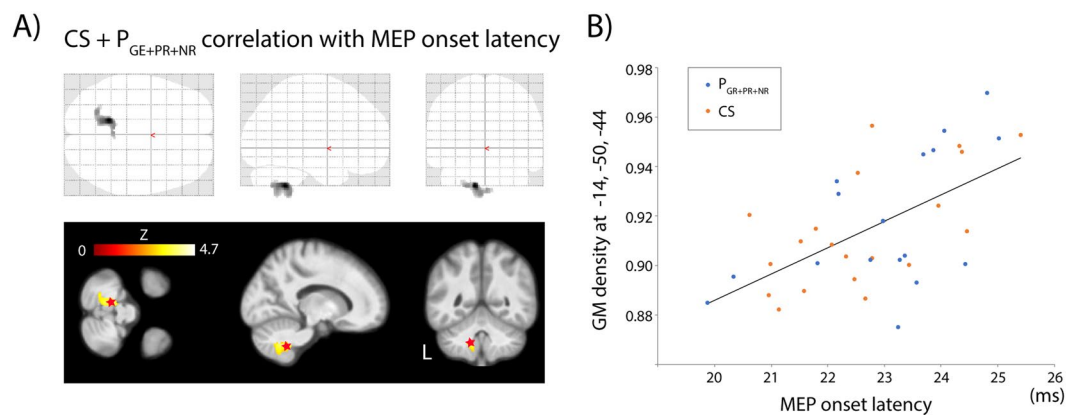 A)
CS + P GE+PR+NR correlation with MEP onset latency
<
<
<
Z
0 4.7
L
B)
GM density at -14, -50, -44
0.98
0.96
0.94
0.92
0.90
0.88
P GR+PR+NR
CS
20 21 22 23 24 25 26
MEP onset latency (ms)